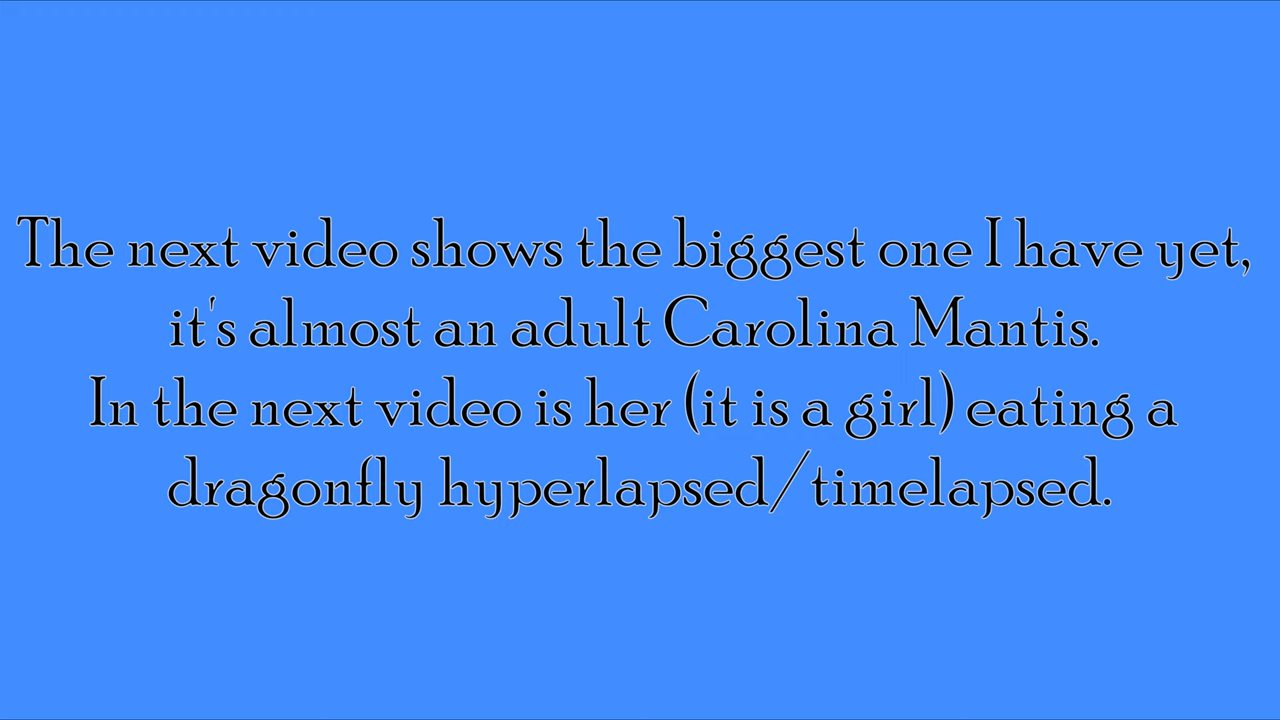 The next video shows the biggest one I have yet,
it's almost an adult Carolina Mantis.
In the next video is her (it is a girl) eating a
dragonfly hyperlapsed/timelapsed.